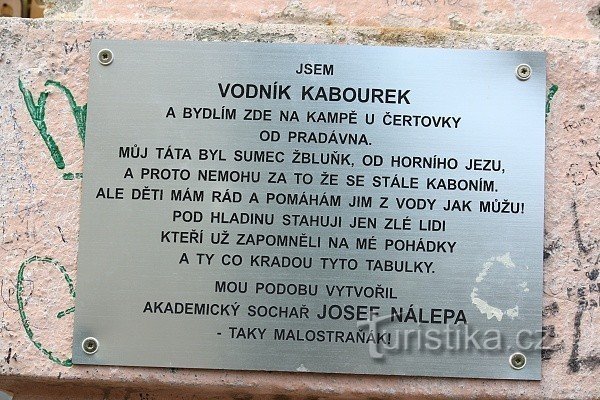 JSEM
VODNÍK KABOUREK
A BYDLÍM ZDE NA KAMPĚ U ČERTOVKY
OD PRADÁVNA.
MŮJ TÁTA BYL SUMEC ŽBLUŇK, OD HORNÍHO JEZU,
A PROTO NEMOHU ZA TO ŽE SE STÁLE KABONÍM.
ALE DĚTI MÁM RÁD A POMÁHÁM JIM Z VODY JAK MŮŽU!
POD HLADINU STAHUJI JEN ZLÉ LIDI
KTEŘÍ UŽ ZAPOMNĚLI NA MÉ POHÁDKY
A TY CO KRADOU TYTO TABULKY.
MOU PODOBU VYTVOŘIL
AKADEMICKÝ SOCHAŘ JOSEF NÁLEPA
- TAKY MALOSTRAŇÁK!
Turistika.cz